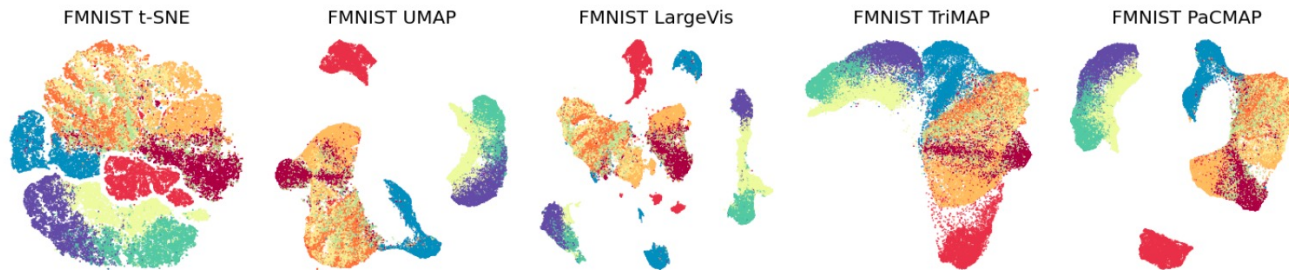 FMNIST t-SNE
FMNIST UMAP
FMNIST LargeVis
FMNIST TriMAP
FMNIST PaCMAP